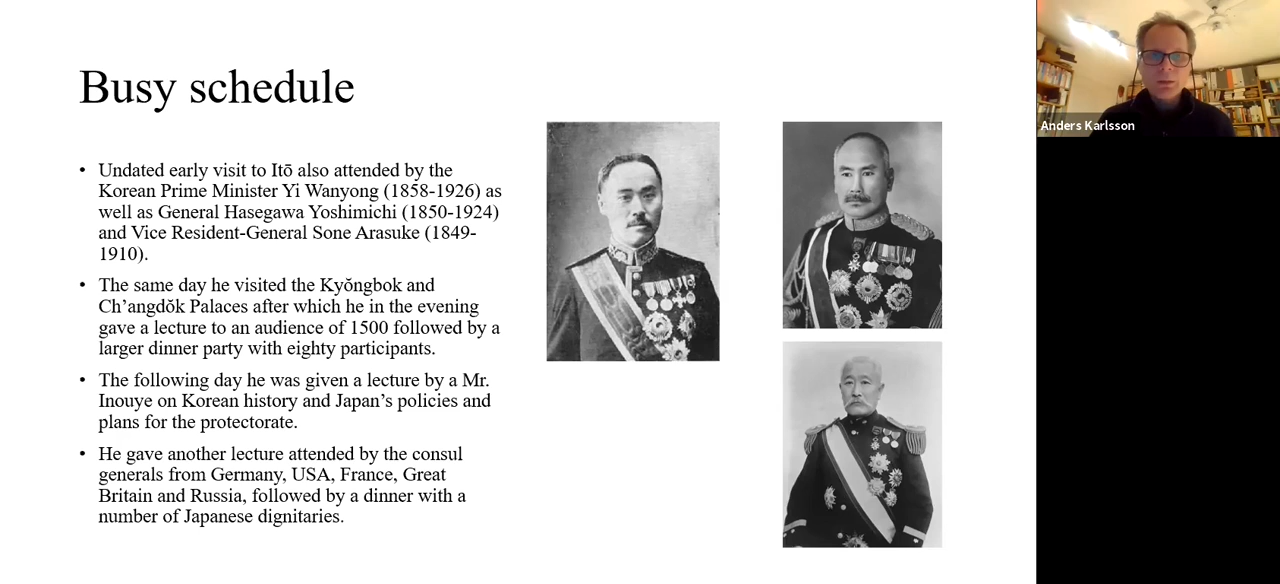 Busy schedule
• Undated early visit to Itō also attended by the
Korean Prime Minister Yi Wanyong (1858-1926) as
well as General Hasegawa Yoshimichi (1850-1924)
and Vice Resident-General Sone Arasuke (1849-
1910).
• The same day he visited the Kyŏngbok and
Ch’angdŏk Palaces after which he in the evening
gave a lecture to an audience of 1500 followed by a
larger dinner party with eighty participants.
• The following day he was given a lecture by a Mr.
Inouye on Korean history and Japan’s policies and
plans for the protectorate.
• He gave another lecture attended by the consul
generals from Germany, USA, France, Great
Britain and Russia, followed by a dinner with a
number of Japanese dignitaries.
Anders Karlsson